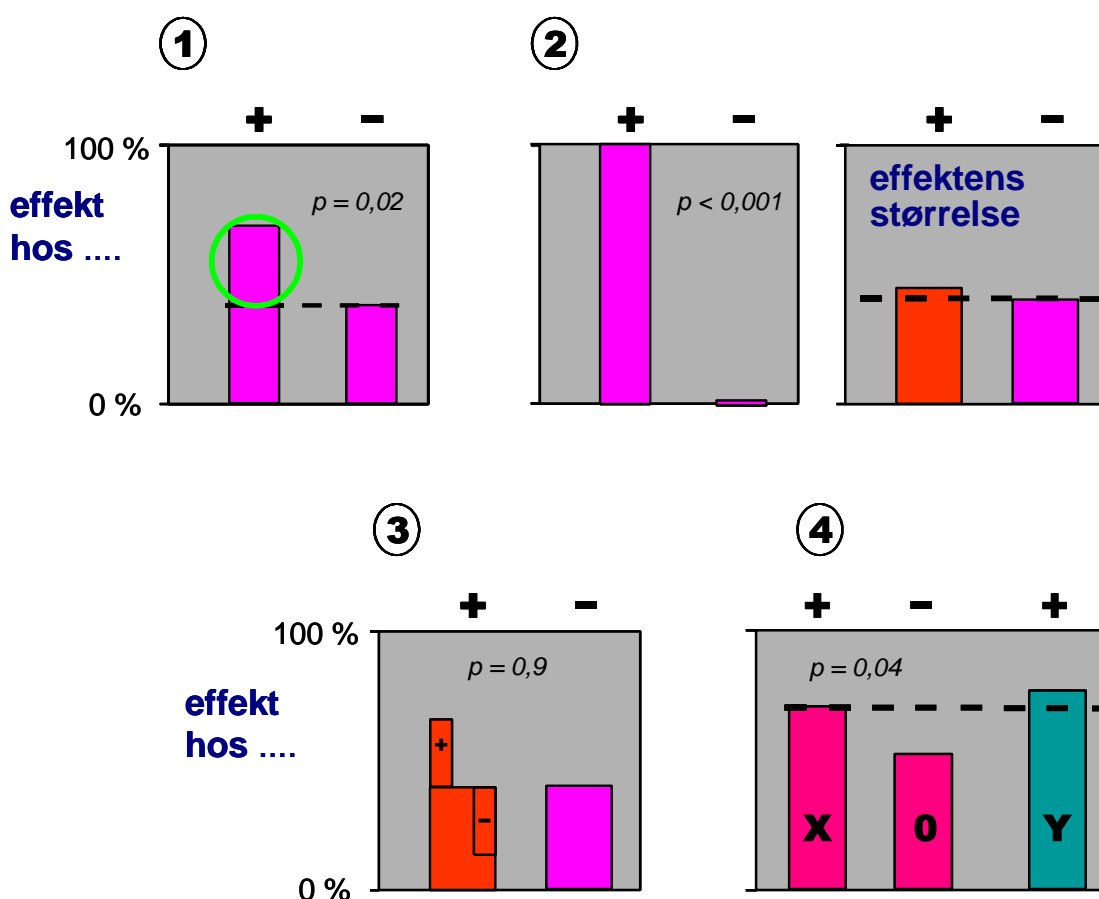 1
2
+ −
+ −
+ −
100 %
effekt
hos ....
p = 0,02
p < 0,001
effektens
størrelse
0 %
3
4
+ −
+ − +
100 %
p = 0,9
p = 0,04
effekt
hos ....
+
−
X 0 Y
0 %